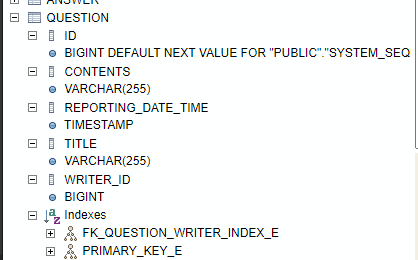 ANSWER
QUESTION
ID
BIGINT DEFAULT NEXT VALUE FOR "PUBLIC"."SYSTEM_SEQ
CONTENTS
VARCHAR(255)
REPORTING_DATE_TIME
TIMESTAMP
TITLE
VARCHAR(255)
WRITER_ID
BIGINT
Indexes
FK_QUESTION_WRITER_INDEX_E
PRIMARY_KEY_E